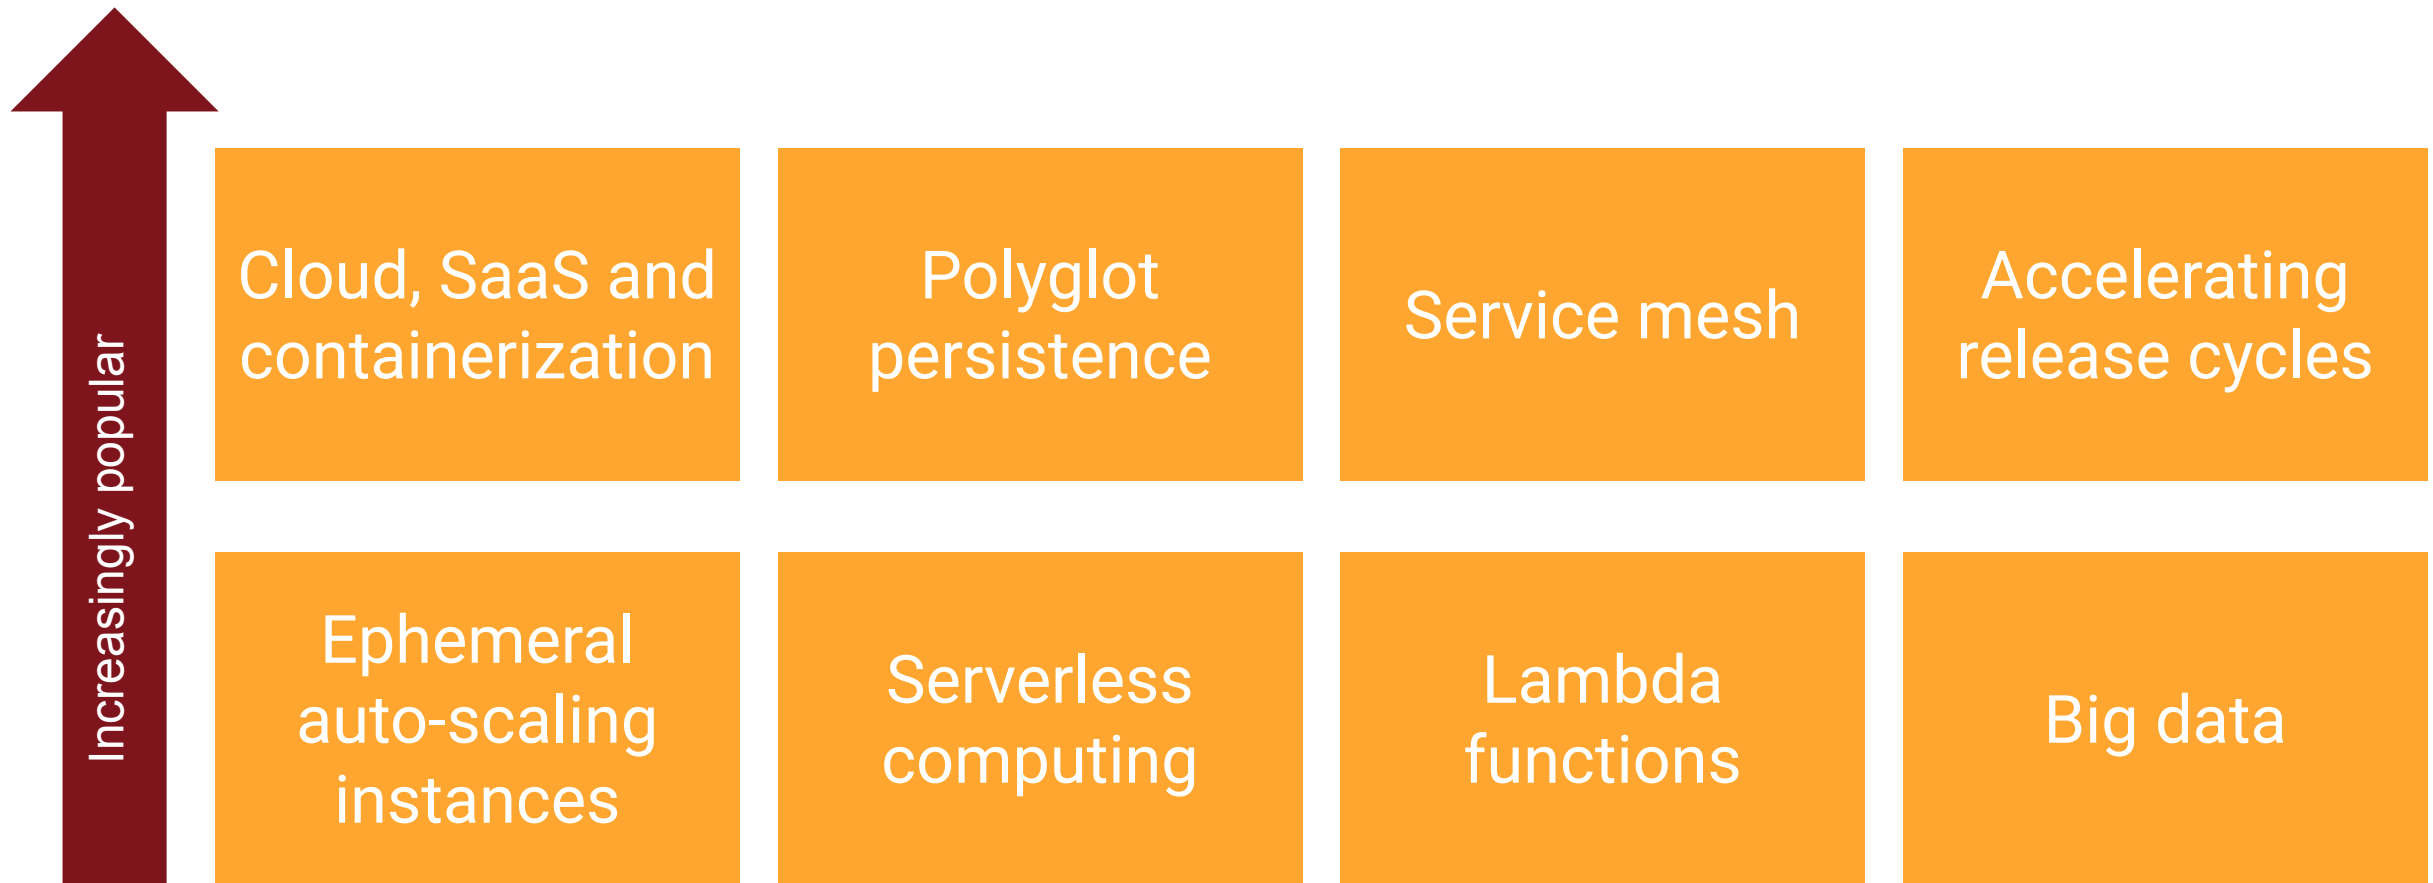 Increasingly popular
Cloud, SaaS and
containerization
Polyglot
persistence
Service mesh
Accelerating
release cycles
Ephemeral
auto-scaling
instances
Serverless
computing
Lambda
functions
Big data